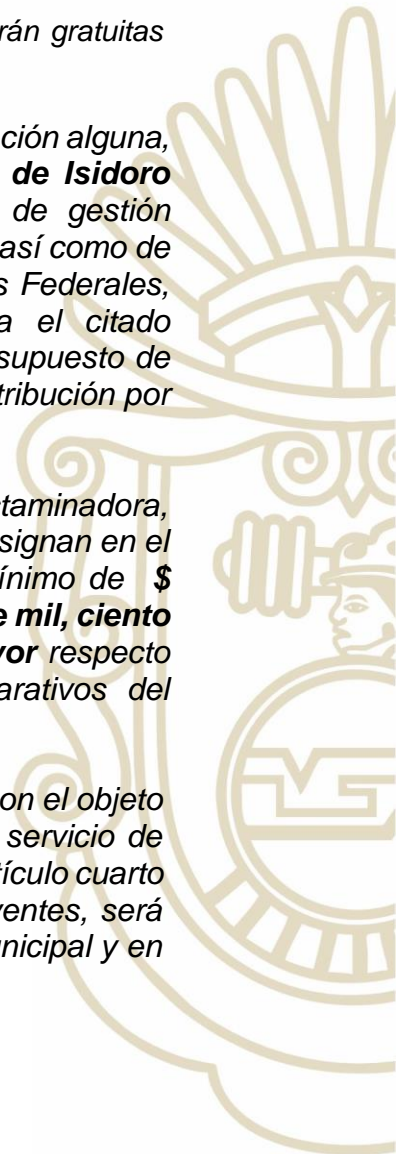 rán gratuitas
ción alguna,
de Isidoro
de gestión
así como de
s Federales,
a el citado
supuesto de
tribución por
ctaminadora,
signan en el
ínimo de $
e mil, ciento
yor respecto
arativos del
on el objeto
servicio de
tículo cuarto
yentes, será
unicipal y en